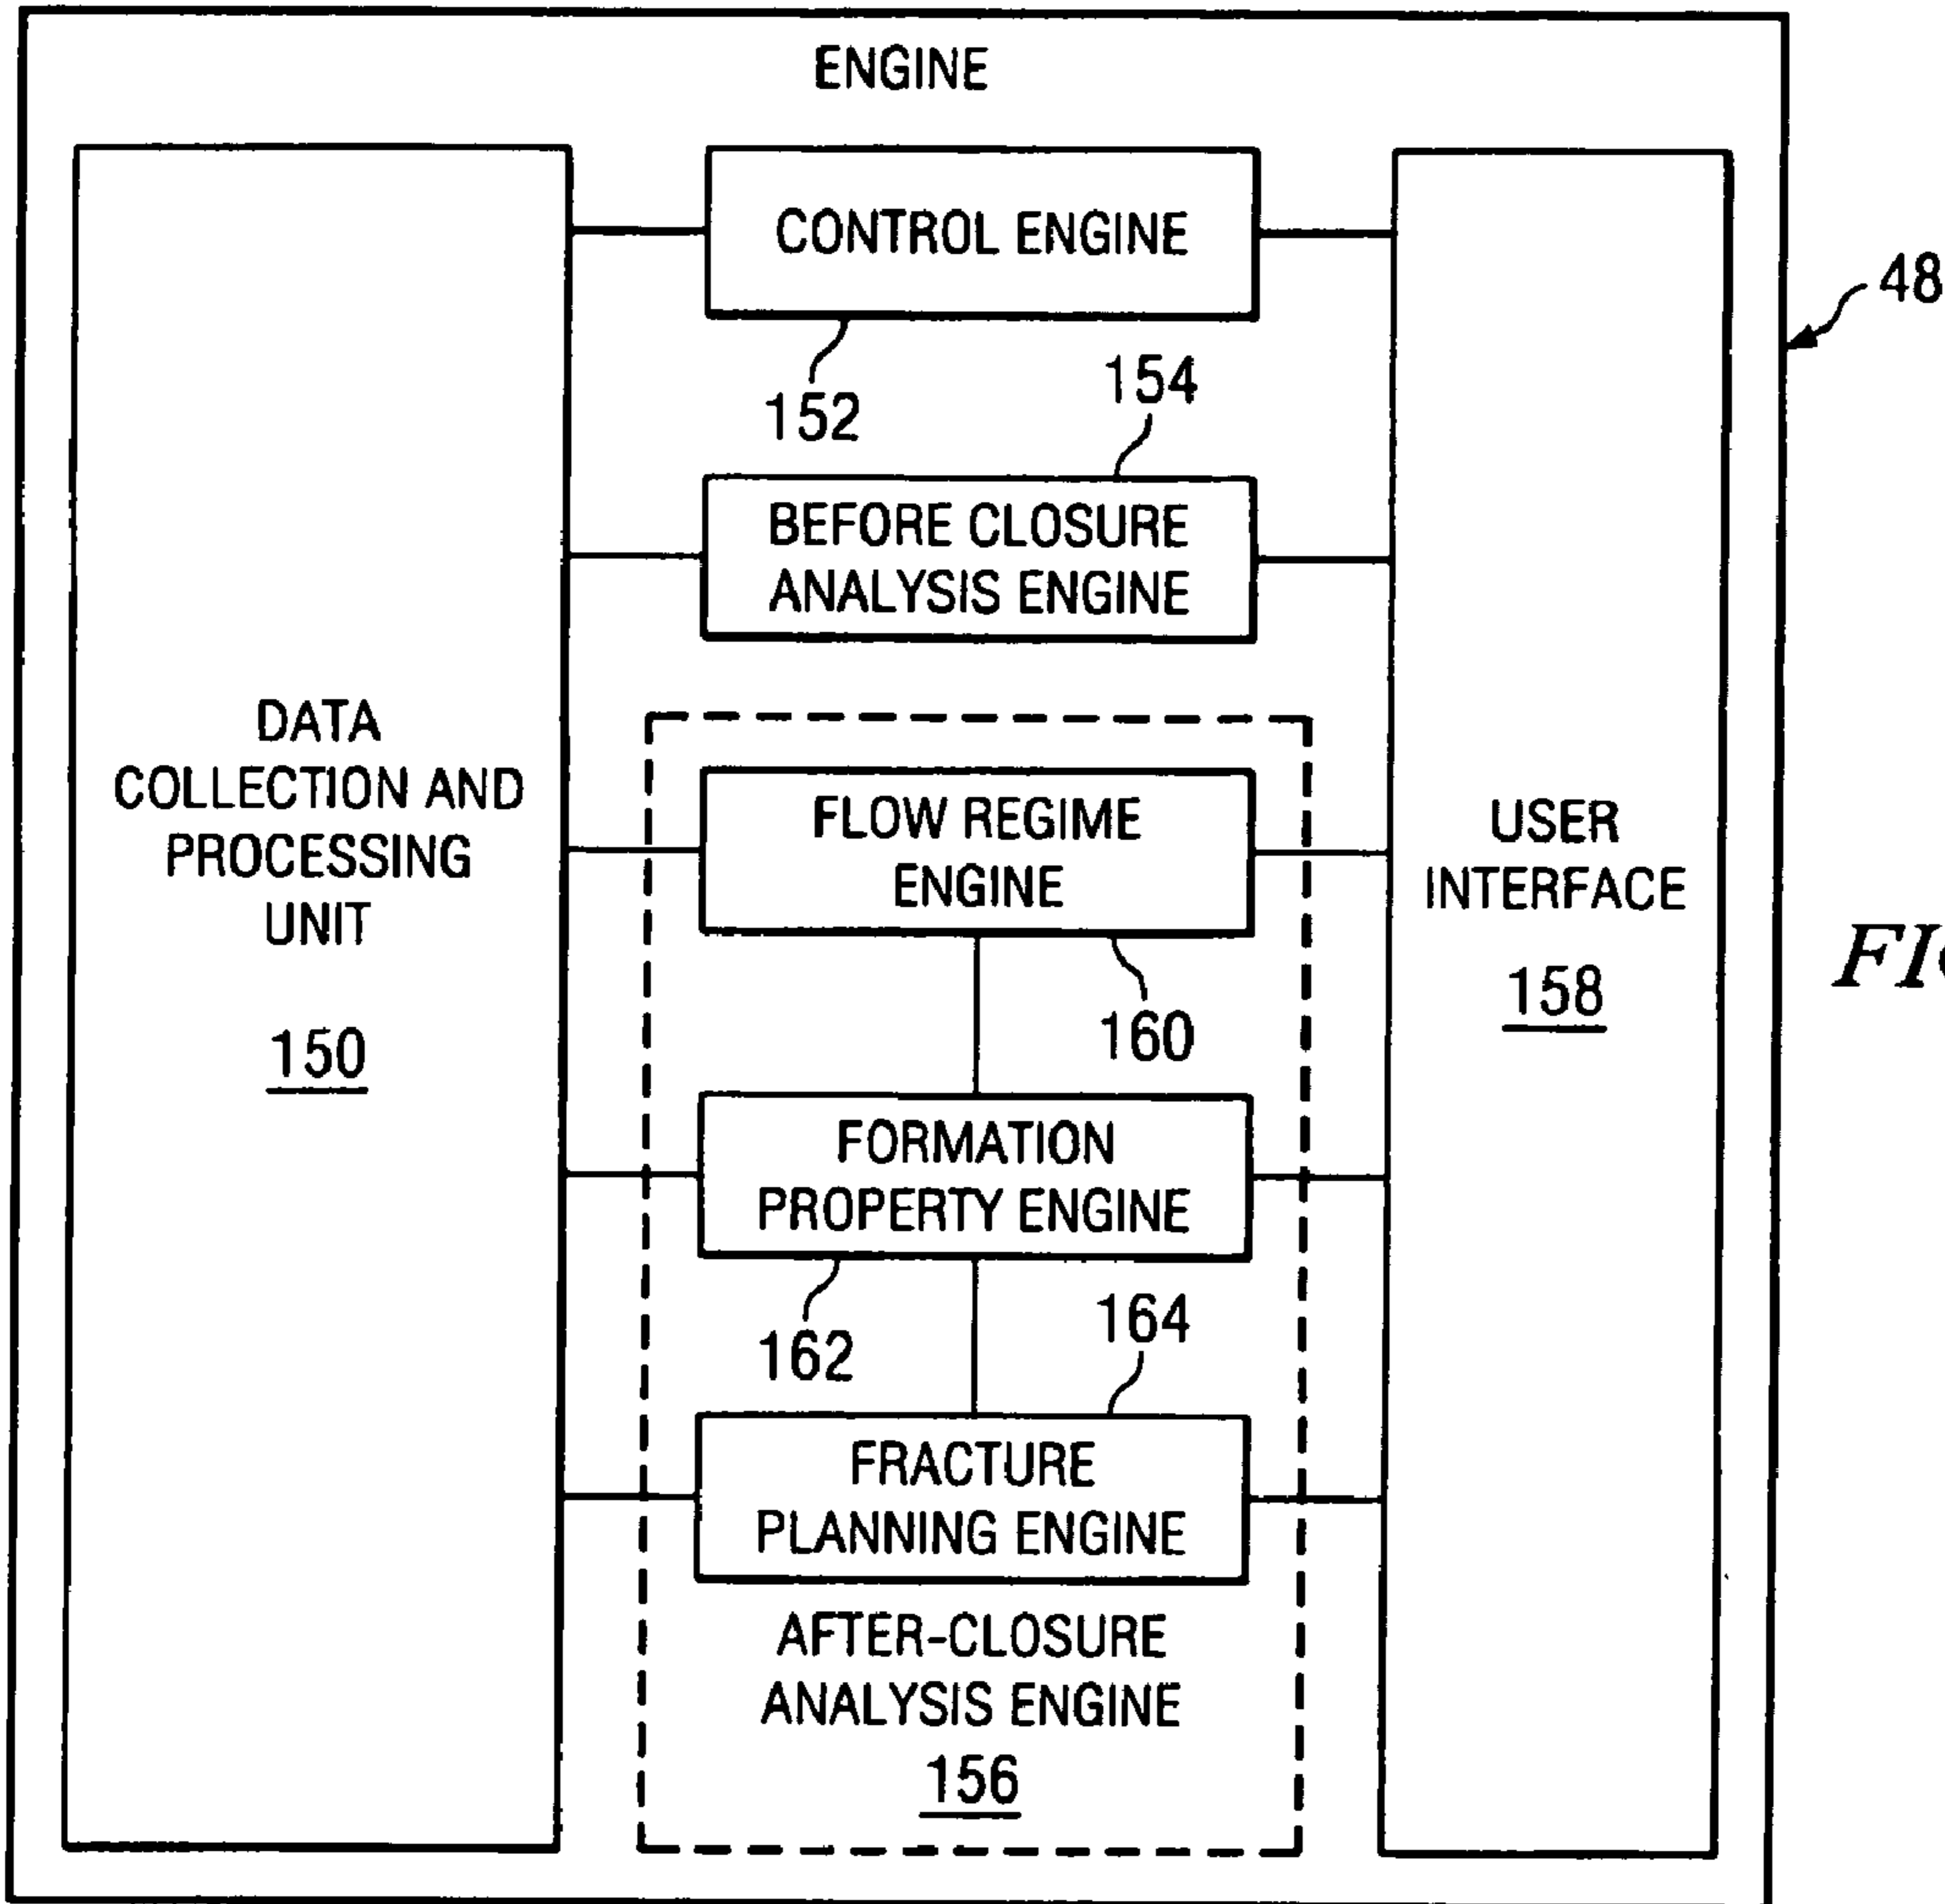 ENGINE
CONTROL ENGINE
48
152
154
BEFORE CLOSURE
ANALYSIS ENGINE
DATA
COLLECTION AND
PROCESSING
UNIT
150
FLOW REGIME
ENGINE
160
USER
INTERFACE
158
FORMATION
PROPERTY ENGINE
162
164
FRACTURE
PLANNING ENGINE
AFTER-CLOSURE
ANALYSIS ENGINE
156